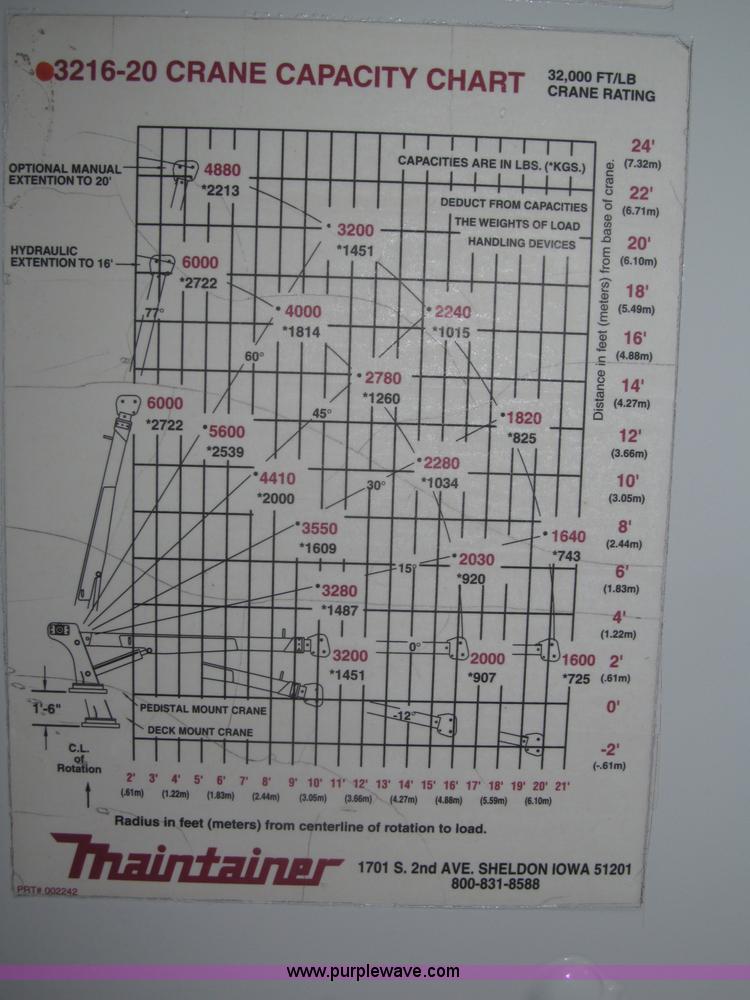 3216-20 CRANE CAPACITY CHART
32,000 FT/LB
CRANE RATING
OPTIONAL MANUAL
EXTENTION TO 20'
HYDRAULIC
EXTENTION TO 16'
CAPACITIES ARE IN LBS. (*KGS.)
DEDUCT FROM CAPACITIES
THE WEIGHTS OF LOAD
HANDLING DEVICES
4880
*2213
3200
*1451
6000
*2722
4000
*1814
2240
*1015
77°
60°
2780
*1260
6000
*2722
5600
*2539
45°
1820
*825
4410
*2000
30°
2280
*1034
3550
*1609
1640
*743
15°
2030
*920
3280
*1487
0°
3200
*1451
2000
*907
1600
*725
-12°
1'-6"
PEDISTAL MOUNT CRANE
DECK MOUNT CRANE
C.L.
of
Rotation
Distance in feet (meters) from base of crane.
24'
(7.32m)
22'
(6.71m)
20'
(6.10m)
18'
(5.49m)
16'
(4.88m)
14'
(4.27m)
12'
(3.66m)
10'
(3.05m)
8'
(2.44m)
6'
(1.83m)
4'
(1.22m)
2'
(.61m)
0'
-2'
(-.61m)
2' 3' 4' 5' 6' 7' 8' 9' 10' 11' 12' 13' 14' 15' 16' 17' 18' 19' 20' 21'
(.61m) (1.22m) (1.83m) (2.44m) (3.05m) (3.66m) (4.27m) (4.88m) (5.59m) (6.10m)
Radius in feet (meters) from centerline of rotation to load.
Maintainer
1701 S. 2nd AVE. SHELDON IOWA 51201
800-831-8588
PRT# 002242
www.purplewave.com